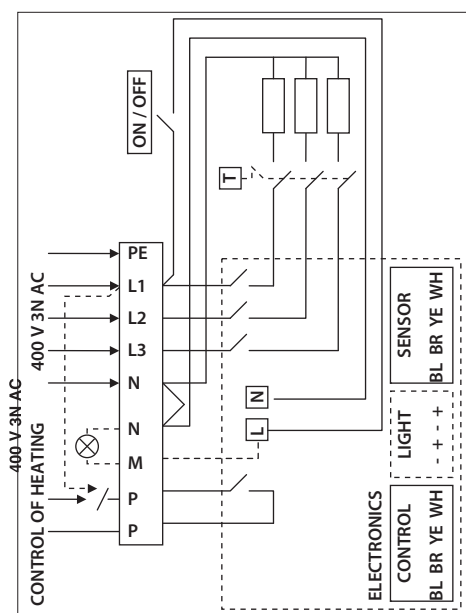 ON / OFF
T
PE
L1
L2
L3
N
N
M
P
P
400 V 3N AC
400 V 3N AC
CONTROL OF HEATING
N
L
ELECTRONICS
SENSOR
BL BR YE WH
LIGHT
- + - +
CONTROL
BL BR YE WH